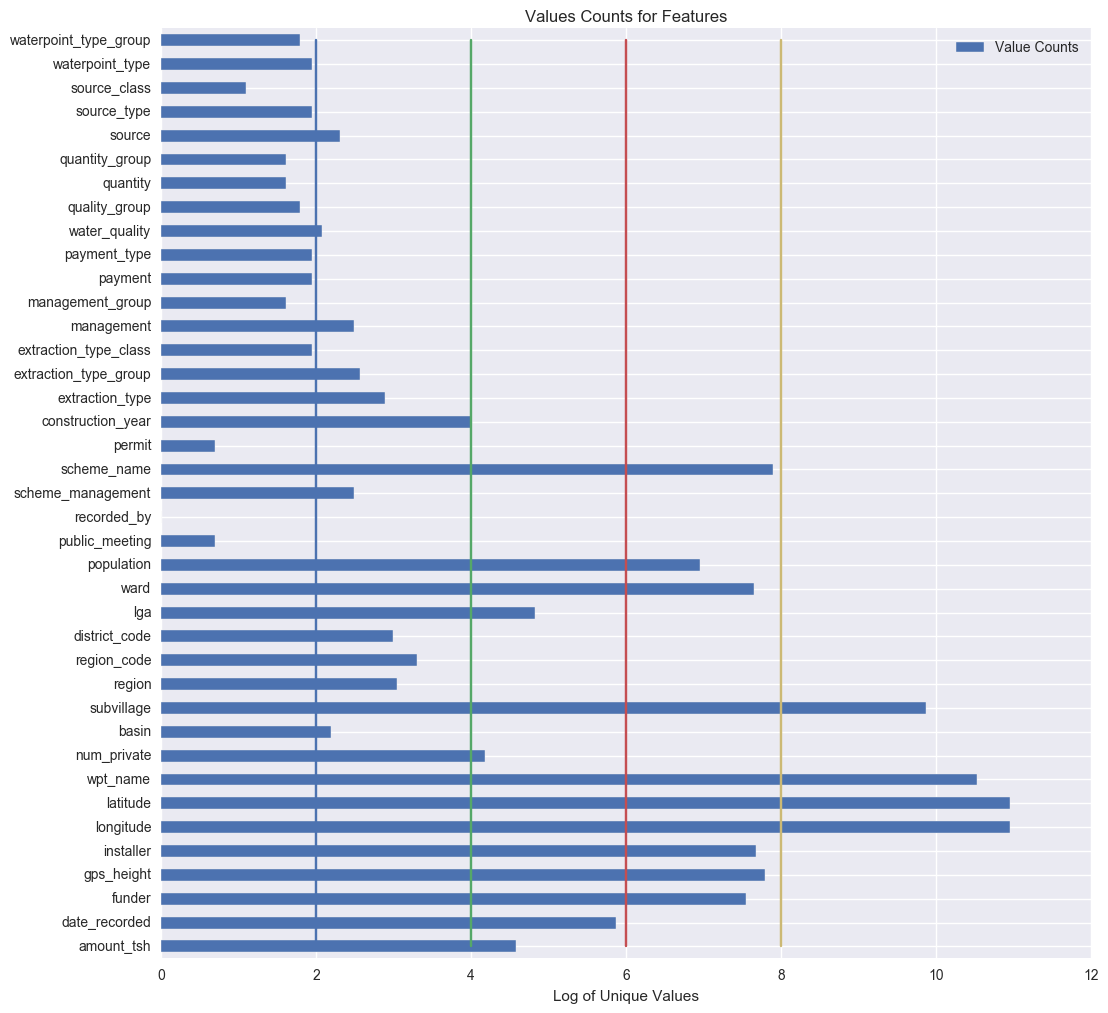 Values Counts for Features
Value Counts
waterpoint_type_group
waterpoint_type
source_class
source_type
source
quantity_group
quantity
quality_group
water_quality
payment_type
payment
management_group
management
extraction_type_class
extraction_type_group
extraction_type
construction_year
permit
scheme_name
scheme_management
recorded_by
public_meeting
population
ward
lga
district_code
region_code
region
subvillage
basin
num_private
wpt_name
latitude
longitude
installer
gps_height
funder
date_recorded
amount_tsh
0 2 4 6 8 10 12
Log of Unique Values